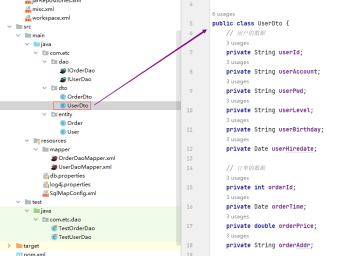 misc.xml
workspace.xml
src
main
java
com.etc
dao
IOrderDao
IUserDao
dto
OrderDto
UserDto
entity
Order
User
resources
mapper
OrderDaoMapper.xml
UserDaoMapper.xml
db.properties
log4j.properties
SqlMapConfig.xml
test
java
com.etc.dao
TestOrderDao
TestUserDao
target
pom.xml
4
6 usages
5 public class UserDto {
6 // 用户的数据
3 usages
7 private String userId;
3 usages
8 private String userAccount;
3 usages
9 private String userPwd;
3 usages
10 private String userLevel;
3 usages
11 private String userBirthday;
3 usages
12 private Date userHiredate;
13
14 // 订单的数据
3 usages
15 private int orderId;
3 usages
16 private Date orderTime;
3 usages
17 private double orderPrice;
3 usages
18 private String orderAddr;